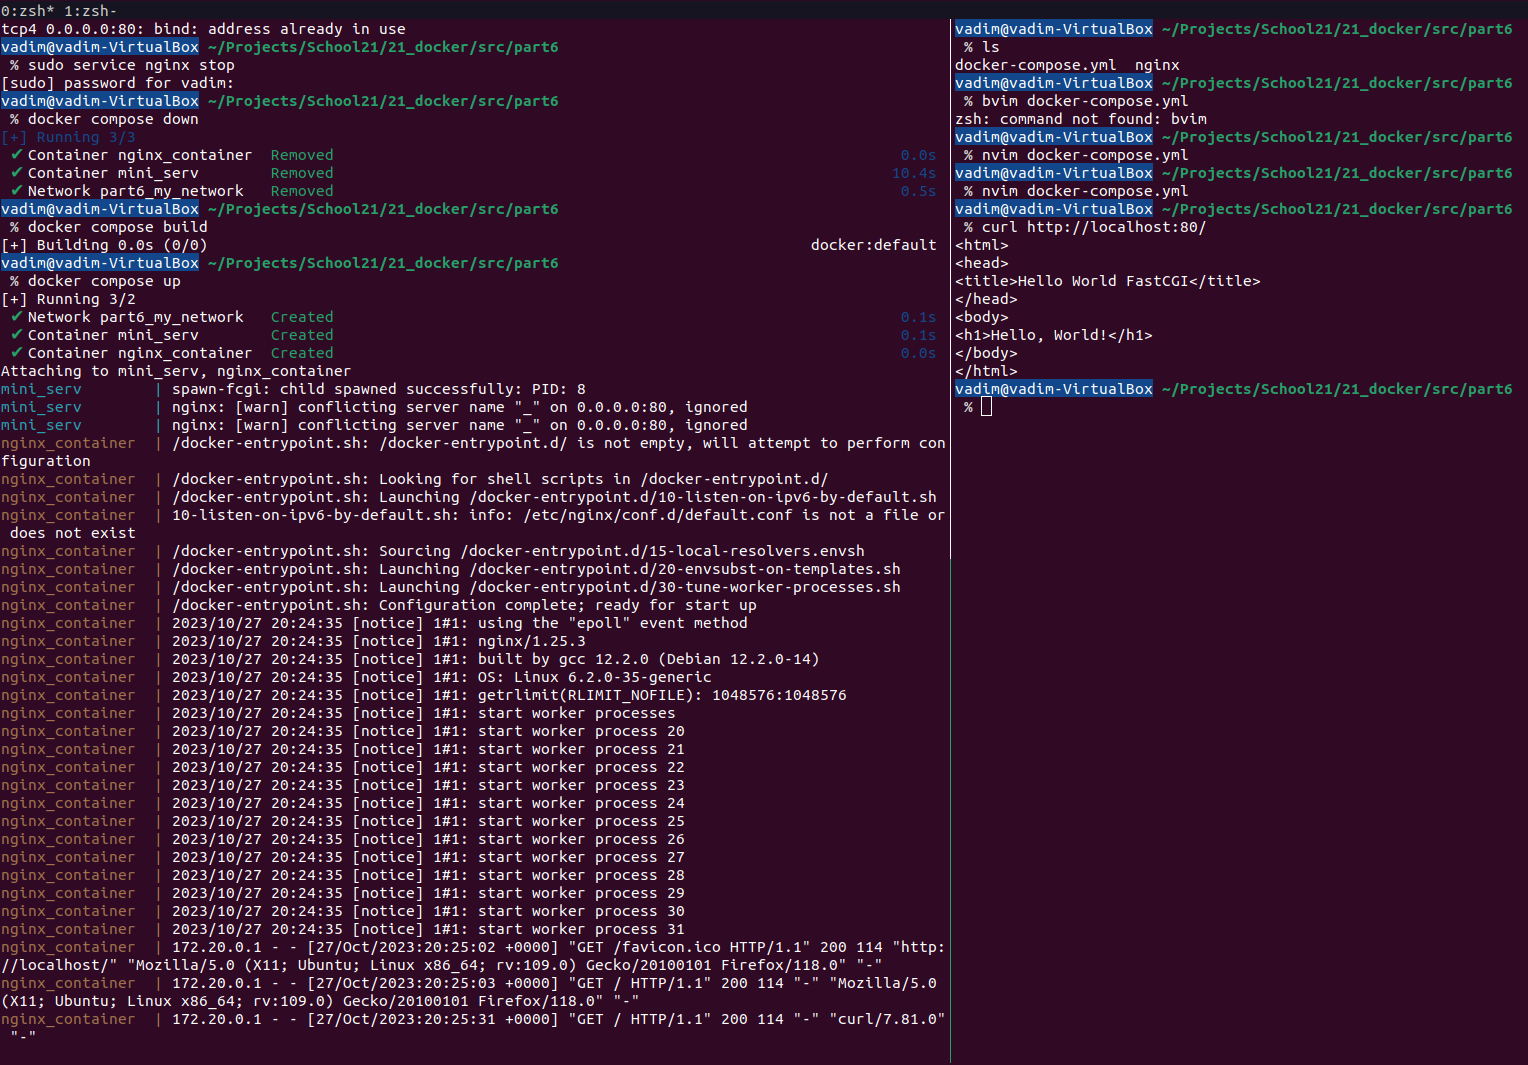 0:zsh* 1:zsh-
tcp4 0.0.0.0:80: bind: address already in use
vadim@vadim-VirtualBox ~/Projects/School21/21_docker/src/part6
% sudo service nginx stop
[sudo] password for vadim:
vadim@vadim-VirtualBox ~/Projects/School21/21_docker/src/part6
% docker compose down
[+] Running 3/3
✔ Container nginx_container  Removed 0.0s
✔ Container mini_serv        Removed 10.4s
✔ Network part6_my_network   Removed 0.5s
vadim@vadim-VirtualBox ~/Projects/School21/21_docker/src/part6
% docker compose build
[+] Building 0.0s (0/0) docker:default
vadim@vadim-VirtualBox ~/Projects/School21/21_docker/src/part6
% docker compose up
[+] Running 3/2
✔ Network part6_my_network   Created 0.1s
✔ Container mini_serv        Created 0.1s
✔ Container nginx_container  Created 0.0s
Attaching to mini_serv, nginx_container
mini_serv        | spawn-fcgi: child spawned successfully: PID: 8
mini_serv        | nginx: [warn] conflicting server name "_" on 0.0.0.0:80, ignored
mini_serv        | nginx: [warn] conflicting server name "_" on 0.0.0.0:80, ignored
nginx_container  | /docker-entrypoint.sh: /docker-entrypoint.d/ is not empty, will attempt to perform con
figuration
nginx_container  | /docker-entrypoint.sh: Looking for shell scripts in /docker-entrypoint.d/
nginx_container  | /docker-entrypoint.sh: Launching /docker-entrypoint.d/10-listen-on-ipv6-by-default.sh
nginx_container  | 10-listen-on-ipv6-by-default.sh: info: /etc/nginx/conf.d/default.conf is not a file or
does not exist
nginx_container  | /docker-entrypoint.sh: Sourcing /docker-entrypoint.d/15-local-resolvers.envsh
nginx_container  | /docker-entrypoint.sh: Launching /docker-entrypoint.d/20-envsubst-on-templates.sh
nginx_container  | /docker-entrypoint.sh: Launching /docker-entrypoint.d/30-tune-worker-processes.sh
nginx_container  | /docker-entrypoint.sh: Configuration complete; ready for start up
nginx_container  | 2023/10/27 20:24:35 [notice] 1#1: using the "epoll" event method
nginx_container  | 2023/10/27 20:24:35 [notice] 1#1: nginx/1.25.3
nginx_container  | 2023/10/27 20:24:35 [notice] 1#1: built by gcc 12.2.0 (Debian 12.2.0-14)
nginx_container  | 2023/10/27 20:24:35 [notice] 1#1: OS: Linux 6.2.0-35-generic
nginx_container  | 2023/10/27 20:24:35 [notice] 1#1: getrlimit(RLIMIT_NOFILE): 1048576:1048576
nginx_container  | 2023/10/27 20:24:35 [notice] 1#1: start worker processes
nginx_container  | 2023/10/27 20:24:35 [notice] 1#1: start worker process 20
nginx_container  | 2023/10/27 20:24:35 [notice] 1#1: start worker process 21
nginx_container  | 2023/10/27 20:24:35 [notice] 1#1: start worker process 22
nginx_container  | 2023/10/27 20:24:35 [notice] 1#1: start worker process 23
nginx_container  | 2023/10/27 20:24:35 [notice] 1#1: start worker process 24
nginx_container  | 2023/10/27 20:24:35 [notice] 1#1: start worker process 25
nginx_container  | 2023/10/27 20:24:35 [notice] 1#1: start worker process 26
nginx_container  | 2023/10/27 20:24:35 [notice] 1#1: start worker process 27
nginx_container  | 2023/10/27 20:24:35 [notice] 1#1: start worker process 28
nginx_container  | 2023/10/27 20:24:35 [notice] 1#1: start worker process 29
nginx_container  | 2023/10/27 20:24:35 [notice] 1#1: start worker process 30
nginx_container  | 2023/10/27 20:24:35 [notice] 1#1: start worker process 31
nginx_container  | 172.20.0.1 - - [27/Oct/2023:20:25:02 +0000] "GET /favicon.ico HTTP/1.1" 200 114 "http:
//localhost/" "Mozilla/5.0 (X11; Ubuntu; Linux x86_64; rv:109.0) Gecko/20100101 Firefox/118.0" "-"
nginx_container  | 172.20.0.1 - - [27/Oct/2023:20:25:03 +0000] "GET / HTTP/1.1" 200 114 "-" "Mozilla/5.0
(X11; Ubuntu; Linux x86_64; rv:109.0) Gecko/20100101 Firefox/118.0" "-"
nginx_container  | 172.20.0.1 - - [27/Oct/2023:20:25:31 +0000] "GET / HTTP/1.1" 200 114 "-" "curl/7.81.0"
"-"
vadim@vadim-VirtualBox ~/Projects/School21/21_docker/src/part6
% ls
docker-compose.yml  nginx
vadim@vadim-VirtualBox ~/Projects/School21/21_docker/src/part6
% bvim docker-compose.yml
zsh: command not found: bvim
vadim@vadim-VirtualBox ~/Projects/School21/21_docker/src/part6
% nvim docker-compose.yml
vadim@vadim-VirtualBox ~/Projects/School21/21_docker/src/part6
% nvim docker-compose.yml
vadim@vadim-VirtualBox ~/Projects/School21/21_docker/src/part6
% curl http://localhost:80/
<html>
<head>
<title>Hello World FastCGI</title>
</head>
<body>
<h1>Hello, World!</h1>
</body>
</html>
vadim@vadim-VirtualBox ~/Projects/School21/21_docker/src/part6
%